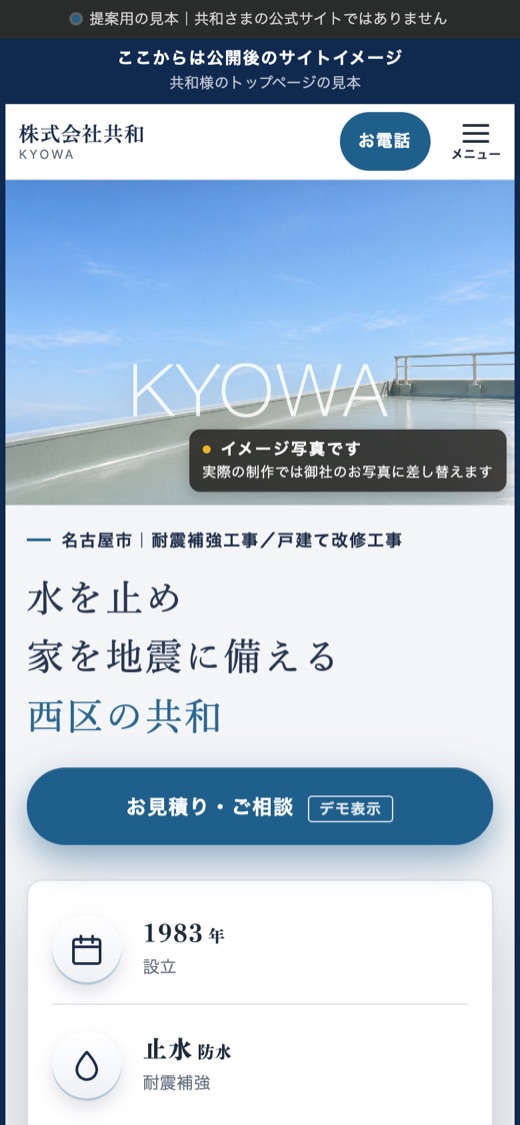 提案用の見本｜共和さまの公式サイトではありません
ここからは公開後のサイトイメージ
共和様のトップページの見本
株式会社共和
KYOWA
お電話
メニュー
KYOWA
イメージ写真です
実際の制作では御社のお写真に差し替えます
名古屋市｜耐震補強工事／戸建て改修工事
水を止め
家を地震に備える
西区の共和
お見積り・ご相談 デモ表示
1983 年
設立
止水 防水
耐震補強